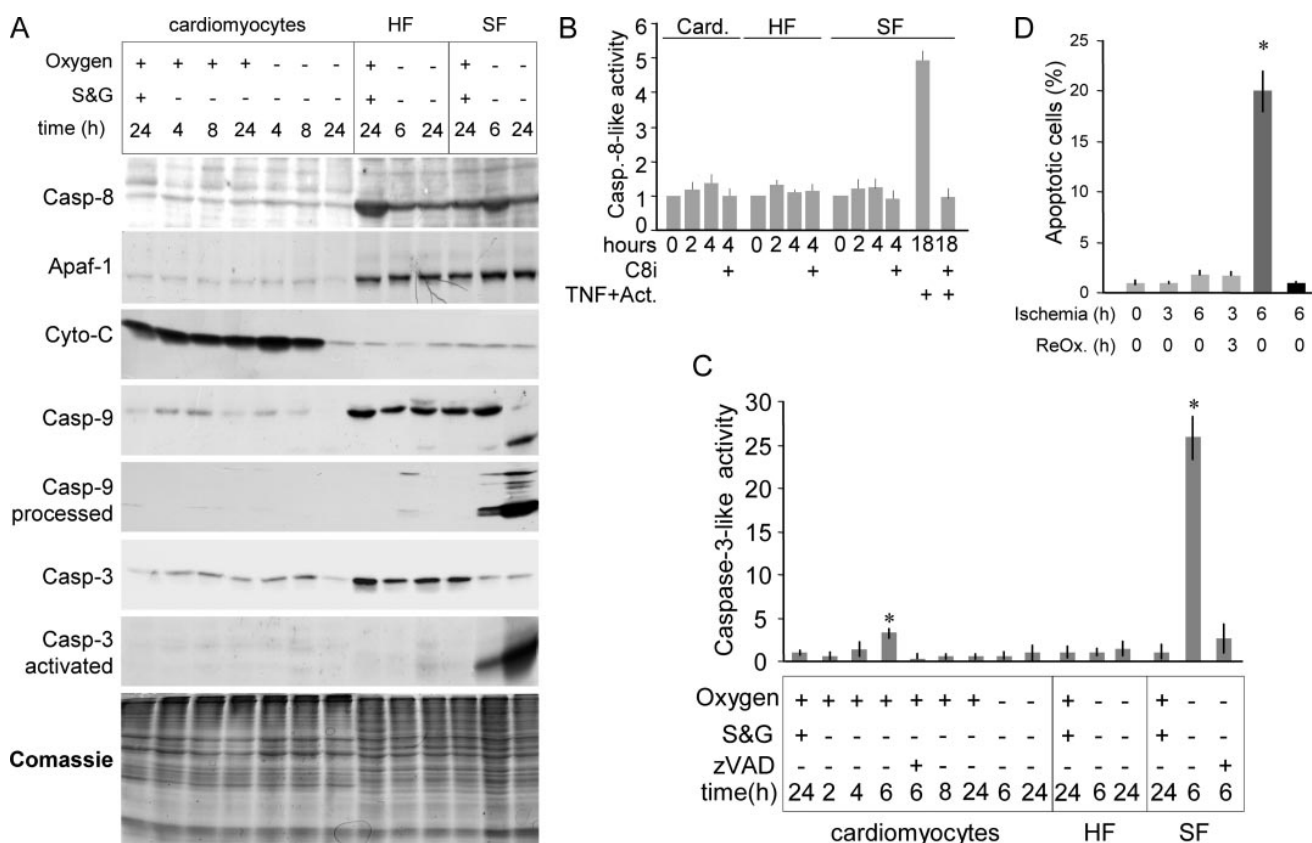 A
cardiomyocytes HF SF
Oxygen + + + + - - - + - - + - -
S&G + - - - - - - + - - + - -
time (h) 24 4 8 24 4 8 24 24 6 24 24 6 24
Casp-8
Apaf-1
Cyto-C
Casp-9
Casp-9
processed
Casp-3
Casp-3
activated
Comassie
B
Card. HF SF
Casp.-8-like activity
6
5
4
3
2
1
0
hours 0 2 4 4 0 2 4 4 0 2 4 4 18 18
C8i + + + +
TNF+Act. + +
D
Apoptotic cells (%)
25
20
15
10
5
0
*
Ischemia (h) 0 3 6 3 6 6
ReOx. (h) 0 0 0 3 0 0
C
Caspase-3-like activity
30
25
20
15
10
5
0
* *
Oxygen + + + + + + + - - + - - + - -
S&G + - - - - - - - - + - - + - -
zVAD - - - - + - - - - - - - - - +
time(h) 24 2 4 6 6 8 24 6 24 24 6 24 24 6 6
cardiomyocytes HF SF